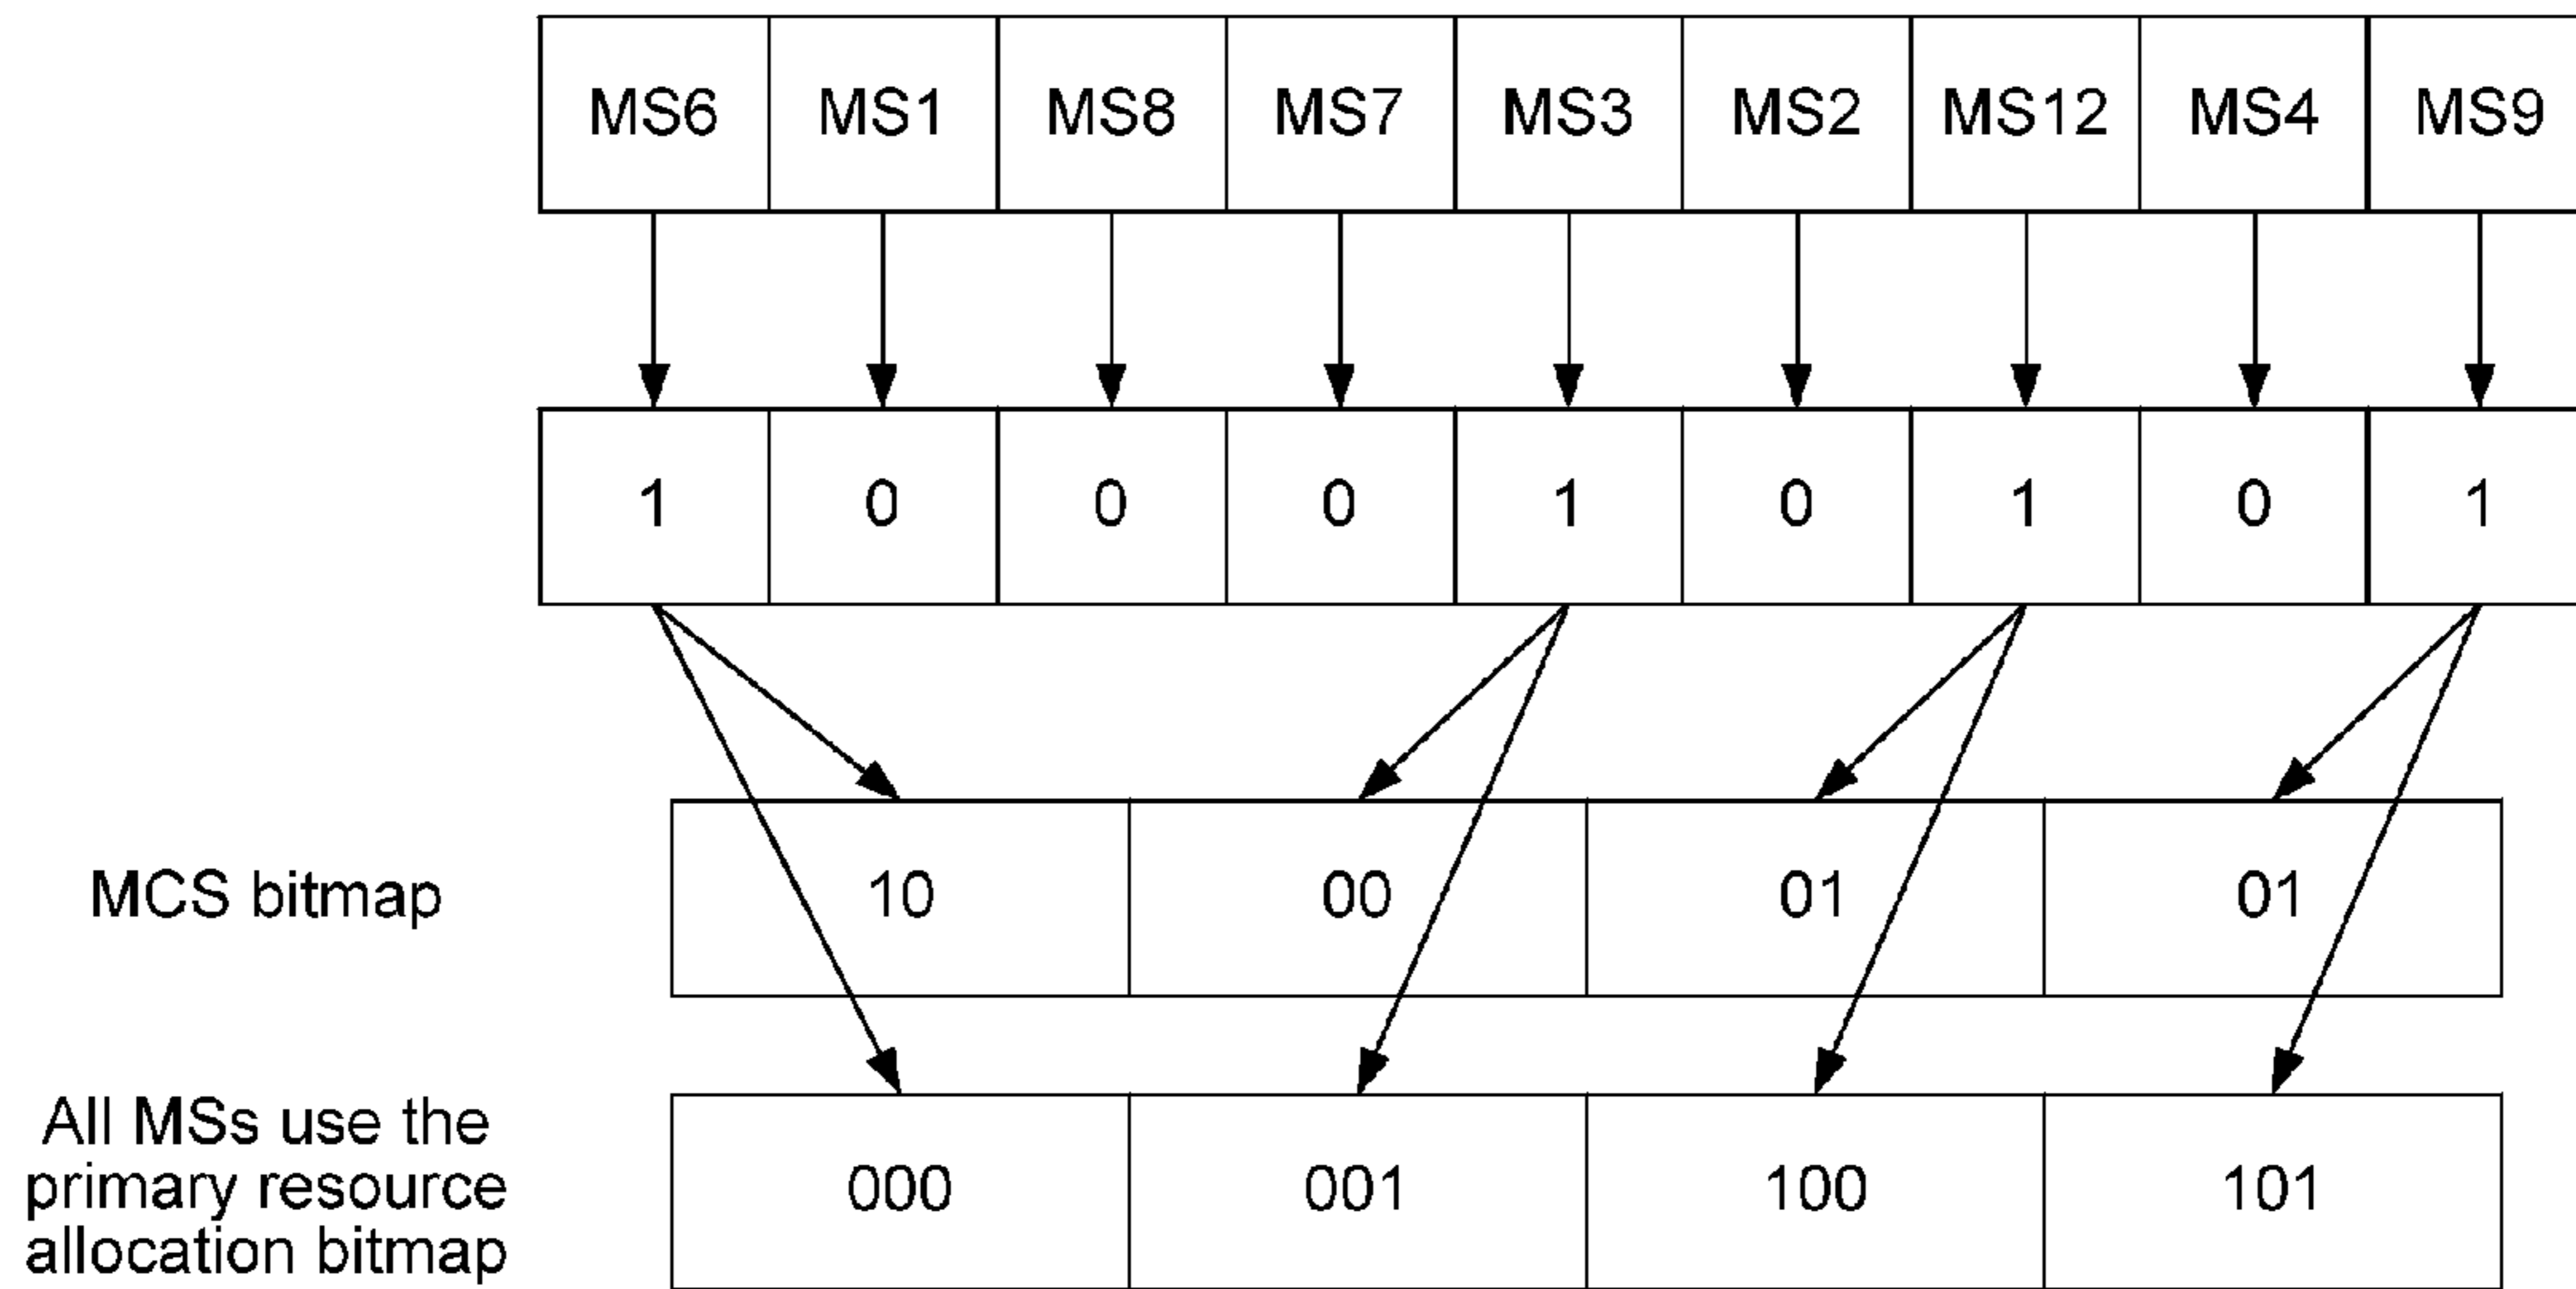 MS6 MS1 MS8 MS7 MS3 MS2 MS12 MS4 MS9
1 0 0 0 1 0 1 0 1
MCS bitmap 10 00 01 01
All MSs use the
primary resource 000 001 100 101
allocation bitmap